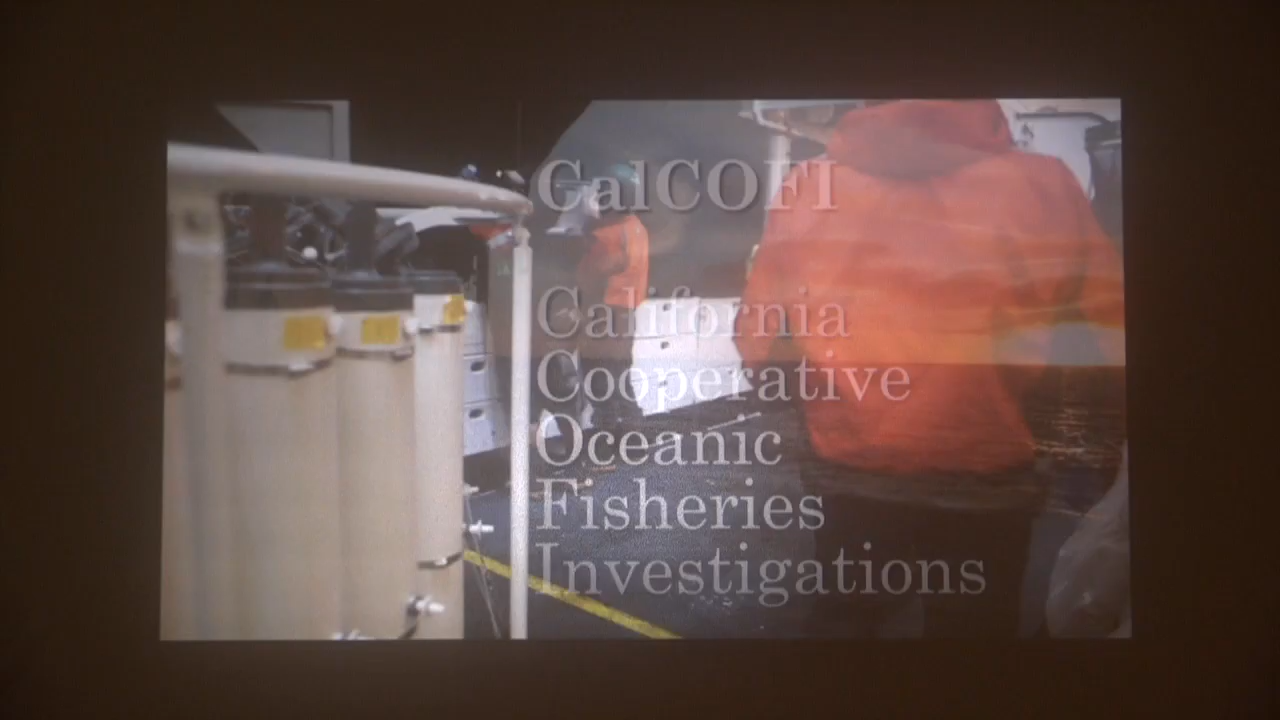 CalCOFI
California
Cooperative
Oceanic
Fisheries
Investigations